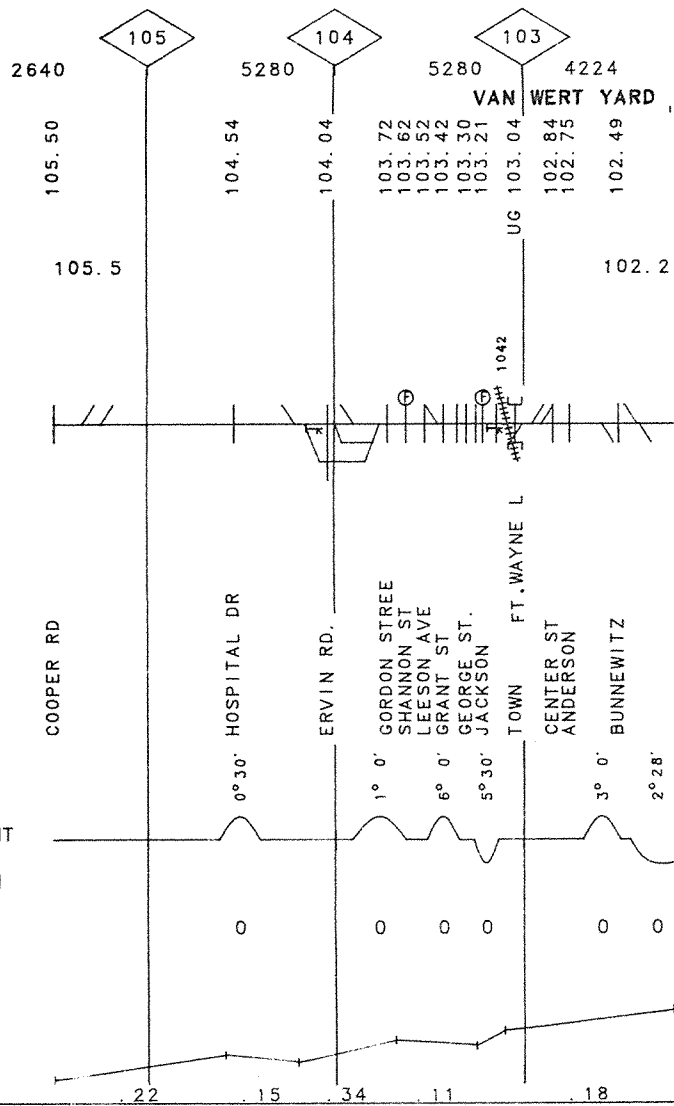 105
104
103
2640
5280
5280
4224
VAN WERT YARD
105.50
104.54
104.04
103.72
103.62
103.52
103.42
103.30
103.21
UG 103.04
102.84
102.75
102.49
105.5
102.2
1042
F
F
COOPER RD
HOSPITAL DR
ERVIN RD.
GORDON STREE
SHANNON ST
LEESON AVE
GRANT ST
GEORGE ST.
JACKSON
TOWN FT.WAYNE L
CENTER ST
ANDERSON
BUNNEWITZ
0°30'
1° 0'
6° 0'
5°30'
3° 0'
2°28'
0
0
0
0
0
0
.22
.15
.34
.11
.18